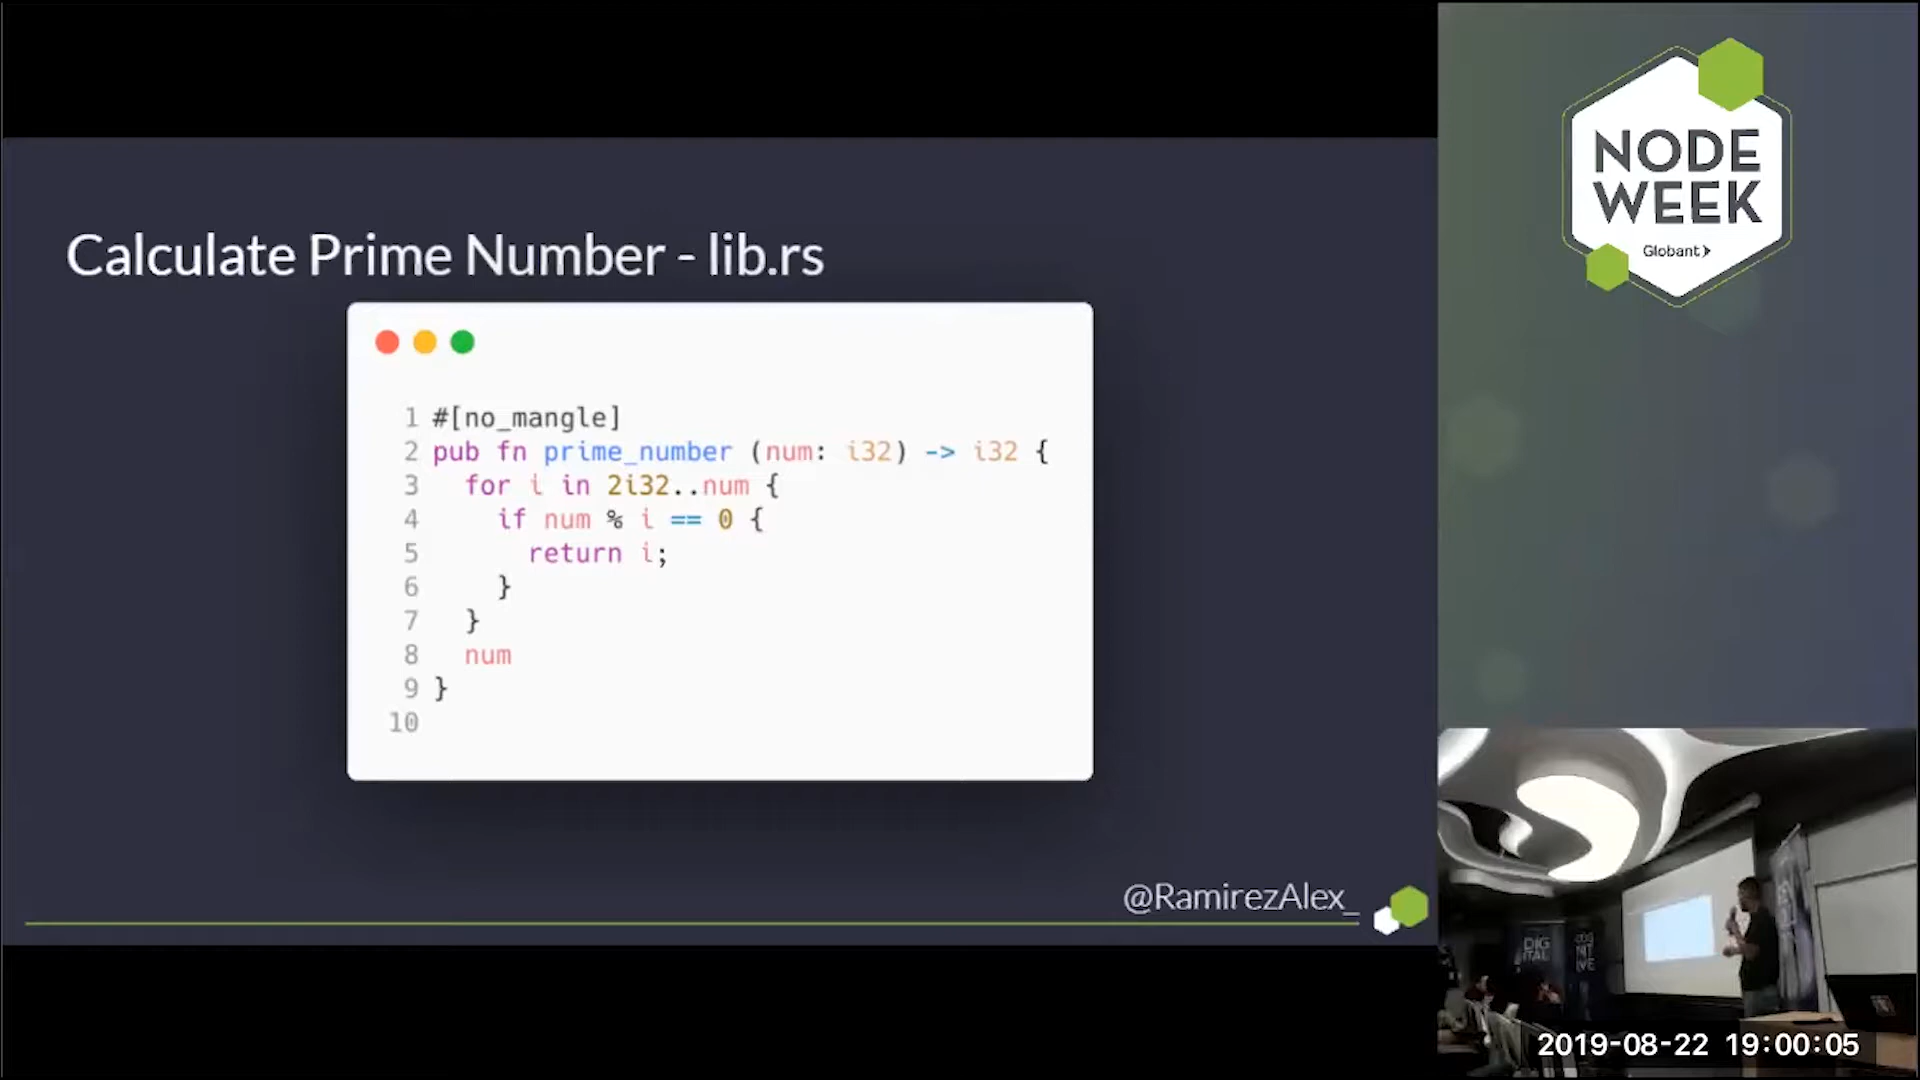 Calculate Prime Number - lib.rs
1 #[no_mangle]
2 pub fn prime_number (num: i32) -> i32 {
3   for i in 2i32..num {
4     if num % i == 0 {
5       return i;
6     }
7   }
8   num
9 }
10
@RamirezAlex_
NODE
WEEK
Globant
DIG
ITAL
2019-08-22 19:00:05